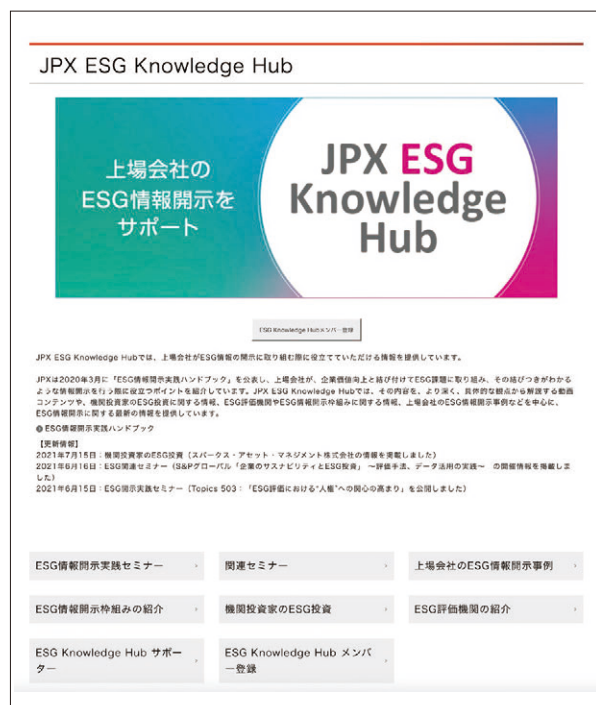 JPX ESG Knowledge Hub
上場会社の
ESG情報開示を
サポート
JPX ESG
Knowledge
Hub
ESG Knowledge Hubメンバー登録
JPX ESG Knowledge Hubでは、上場会社がESG情報の開示に取り組む際に役立てていただける情報を提供しています。
JPXは2020年3月に「ESG情報開示実践ハンドブック」を公表し、上場会社が、企業価値向上と結び付けてESG課題に取り組み、その結びつきがわかる
ような情報開示を行う際に役立つポイントを紹介しています。JPX ESG Knowledge Hubでは、その内容を、より深く、具体的な観点から解説する動画
コンテンツや、機関投資家のESG投資に関する情報、ESG評価機関やESG情報開示枠組みに関する情報、上場会社のESG情報開示事例などを中心に、
ESG情報開示に関する最新の情報を提供しています。
ESG情報開示実践ハンドブック
【更新情報】
2021年7月15日：機関投資家のESG投資（スパークス・アセット・マネジメント株式会社の情報を掲載しました）
2021年6月16日：ESG関連セミナー（S&Pグローバル「企業のサスナビリティとESG投資」 ～評価手法、データ活用の実践～ の開催情報を掲載しま
した）
2021年6月15日：ESG開示実践セミナー（Topics 503：「ESG評価における“人権”への関心の高まり」を公開しました）
ESG情報開示実践セミナー
関連セミナー
上場会社のESG情報開示事例
ESG情報開示枠組みの紹介
機関投資家のESG投資
ESG評価機関の紹介
ESG Knowledge Hub サポー
ター
ESG Knowledge Hub メンバ
ー登録